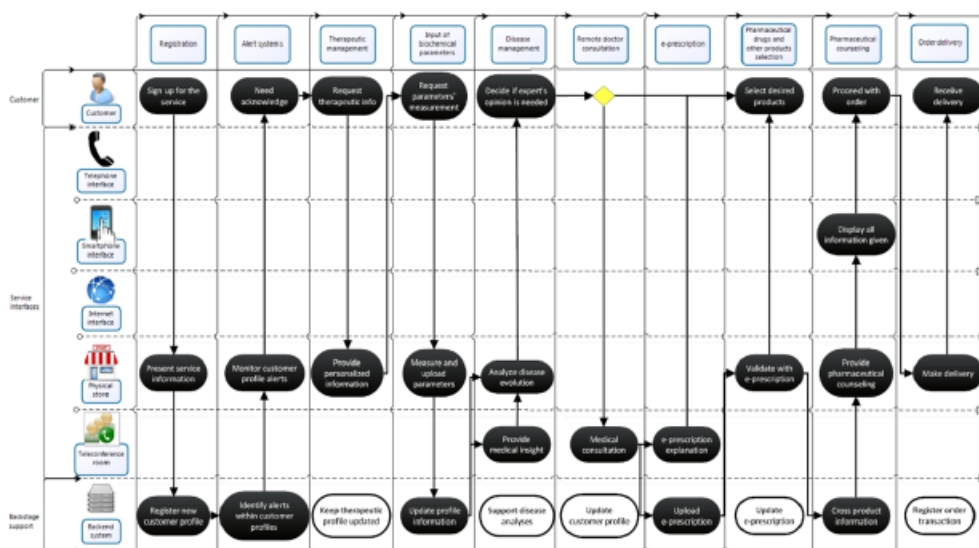 Registration
Alert systems
Therapeutic
management
Input of
biochemical
parameters
Disease
management
Remote doctor
consultation
e-prescription
Pharmaceutical
drugs and
other products
selection
Pharmaceutical
counseling
Order delivery
Customer
Customer
Sign up for the
service
Need
acknowledge
Request
therapeutic info
Request
parameters'
measurement
Decide if expert's
opinion is needed
Select desired
products
Proceed with
order
Receive
delivery
Telephone
interface
Smartphone
interface
Display all
information given
Service
interfaces
Internet
interface
Physical
store
Present service
information
Monitor customer
profile alerts
Provide
personalized
information
Measure and
upload
parameters
Analyze disease
evolution
Validate with
e-prescription
Provide
pharmaceutical
counseling
Make delivery
Teleconference
room
Provide
medical insight
Medical
consultation
e-prescription
explanation
Backstage
support
Backend
system
Register new
customer profile
Identify alerts
within customer
profiles
Keep therapeutic
profile updated
Update profile
information
Support disease
analyses
Update
customer profile
Upload
e-prescription
Update
e-prescription
Cross product
information
Register order
transaction